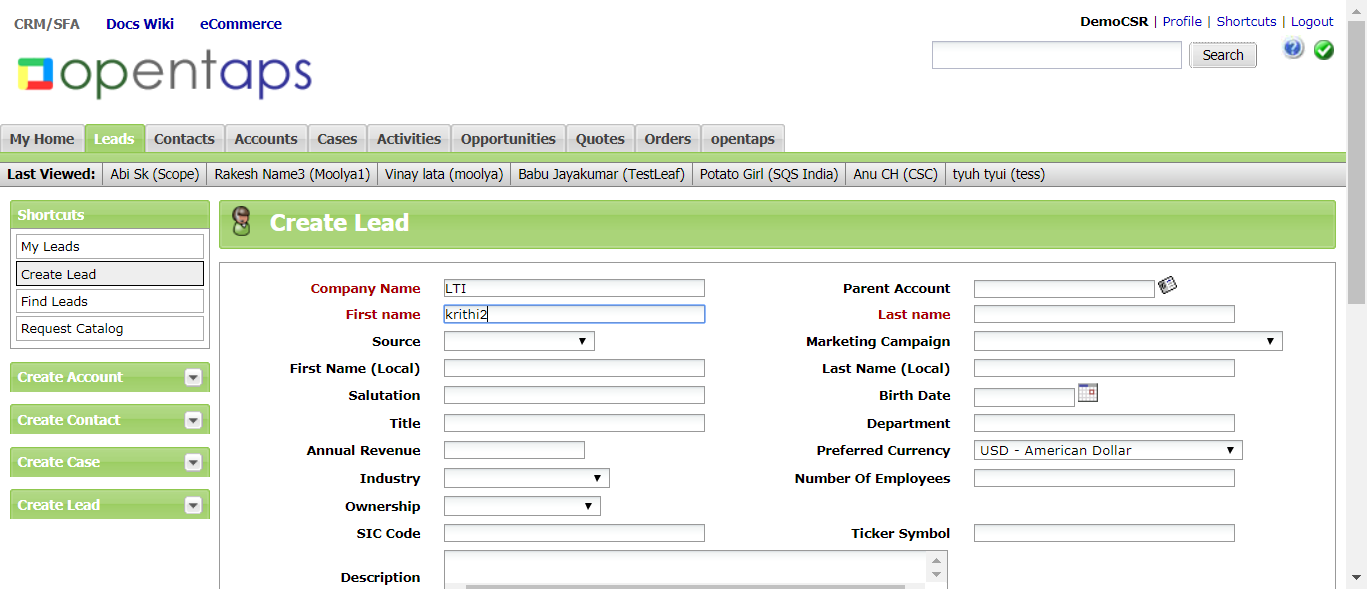 CRM/SFA Docs Wiki eCommerce
DemoCSR | Profile | Shortcuts | Logout
opentaps
Search
My Home Leads Contacts Accounts Cases Activities Opportunities Quotes Orders opentaps
Last Viewed: Abi Sk (Scope) Rakesh Name3 (Moolya1) Vinay lata (moolya) Babu Jayakumar (TestLeaf) Potato Girl (SQS India) Anu CH (CSC) tyuh tyui (tess)
Shortcuts
My Leads
Create Lead
Find Leads
Request Catalog
Create Account
Create Contact
Create Case
Create Lead
Create Lead
Company Name LTI Parent Account
First name krithi2 Last name
Source Marketing Campaign
First Name (Local) Last Name (Local)
Salutation Birth Date
Title Department
Annual Revenue Preferred Currency USD - American Dollar
Industry Number Of Employees
Ownership
SIC Code Ticker Symbol
Description